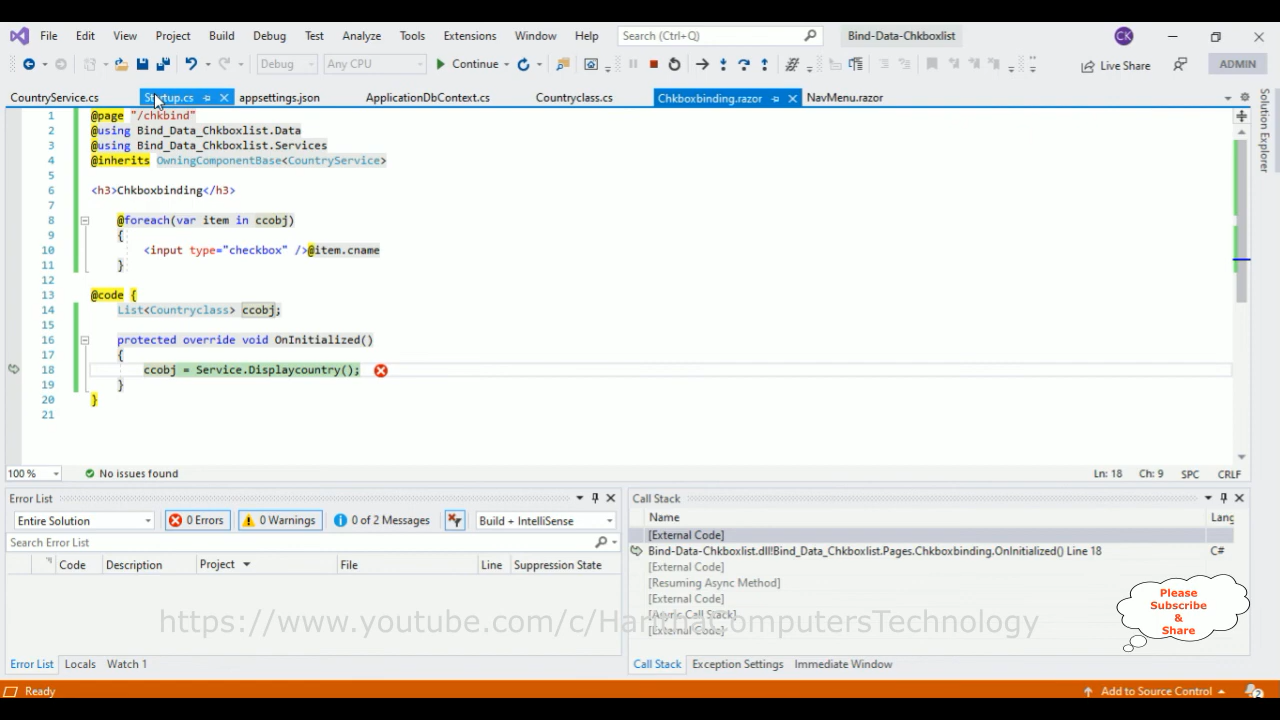 File Edit View Project Build Debug Test Analyze Tools Extensions Window Help Search (Ctrl+Q) Bind-Data-Chkboxlist CK
Debug Any CPU Continue Live Share ADMIN
CountryService.cs Startup.cs appsettings.json ApplicationDbContext.cs Countryclass.cs Chkboxbinding.razor NavMenu.razor
Solution Explorer
1 @page "/chkbind"
2 @using Bind_Data_Chkboxlist.Data
3 @using Bind_Data_Chkboxlist.Services
4 @inherits OwningComponentBase<CountryService>
5
6 <h3>Chkboxbinding</h3>
7
8 @foreach(var item in ccobj)
9 {
10 <input type="checkbox" />@item.cname
11 }
12
13 @code {
14 List<Countryclass> ccobj;
15
16 protected override void OnInitialized()
17 {
18 ccobj = Service.Displaycountry();
19 }
20 }
21
100 % No issues found Ln: 18 Ch: 9 SPC CRLF
Error List
Entire Solution 0 Errors 0 Warnings 0 of 2 Messages Build + IntelliSense
Search Error List
Code Description Project File Line Suppression State
Error List Locals Watch 1
Call Stack
Name Lang
[External Code]
Bind-Data-Chkboxlist.dll!Bind_Data_Chkboxlist.Pages.Chkboxbinding.OnInitialized() Line 18 C#
[External Code]
[Resuming Async Method]
[External Code]
[Async Call Stack]
[External Code]
Call Stack Exception Settings Immediate Window
Please
Subscribe
&
Share
Ready Add to Source Control 2